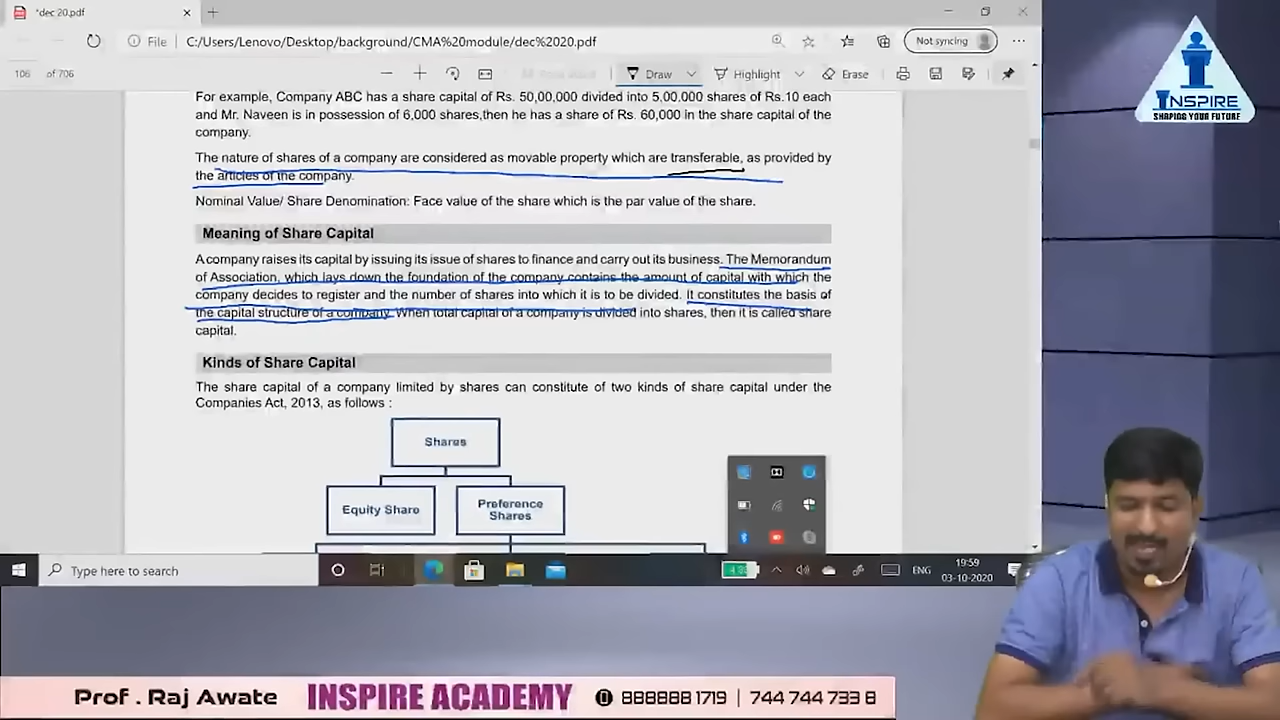 *dec 20.pdf
File
C:/Users/Lenovo/Desktop/background/CMA%20module/dec%2020.pdf
Not syncing
106 of 706
Draw
Highlight
Erase
INSPIRE
SHAPING YOUR FUTURE
For example, Company ABC has a share capital of Rs. 50,00,000 divided into 5,00,000 shares of Rs.10 each
and Mr. Naveen is in possession of 6,000 shares,then he has a share of Rs. 60,000 in the share capital of the
company.
The nature of shares of a company are considered as movable property which are transferable, as provided by
the articles of the company.
Nominal Value/ Share Denomination: Face value of the share which is the par value of the share.
Meaning of Share Capital
A company raises its capital by issuing its issue of shares to finance and carry out its business. The Memorandum
of Association, which lays down the foundation of the company contains the amount of capital with which the
company decides to register and the number of shares into which it is to be divided. It constitutes the basis of
the capital structure of a company. When total capital of a company is divided into shares, then it is called share
capital.
Kinds of Share Capital
The share capital of a company limited by shares can constitute of two kinds of share capital under the
Companies Act, 2013, as follows :
Shares
Equity Share
Preference
Shares
Type here to search
ENG
19:59
03-10-2020
Prof . Raj Awate INSPIRE ACADEMY 888888 1719 | 744 744 733 8